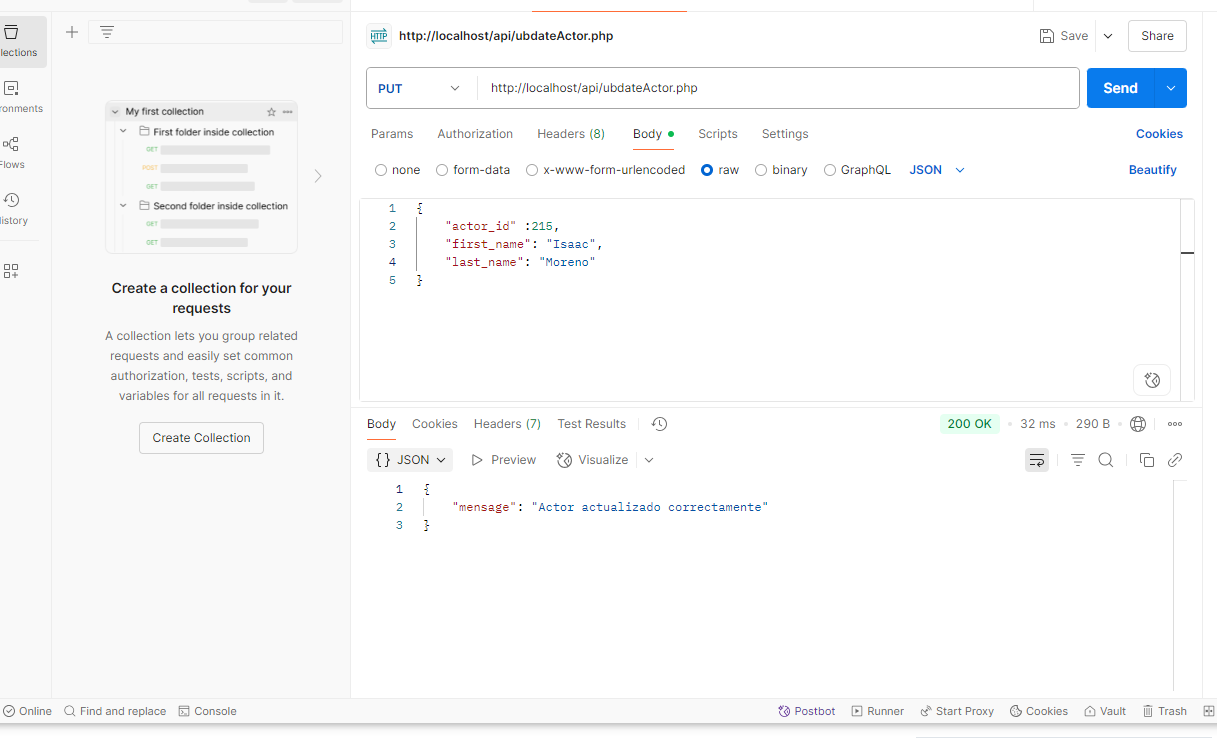 HTTP http://localhost/api/ubdateActor.php Save Share
lections
ronments
Flows
istory
My first collection
First folder inside collection
GET
POST
GET
Second folder inside collection
GET
GET
Create a collection for your
requests
A collection lets you group related
requests and easily set common
authorization, tests, scripts, and
variables for all requests in it.
Create Collection
PUT http://localhost/api/ubdateActor.php Send
Params Authorization Headers (8) Body Scripts Settings Cookies
none form-data x-www-form-urlencoded raw binary GraphQL JSON Beautify
1 {
2 "actor_id" :215,
3 "first_name": "Isaac",
4 "last_name": "Moreno"
5 }
Body Cookies Headers (7) Test Results 200 OK 32 ms 290 B
{} JSON Preview Visualize
1 {
2 "mensage": "Actor actualizado correctamente"
3 }
Online Find and replace Console Postbot Runner Start Proxy Cookies Vault Trash